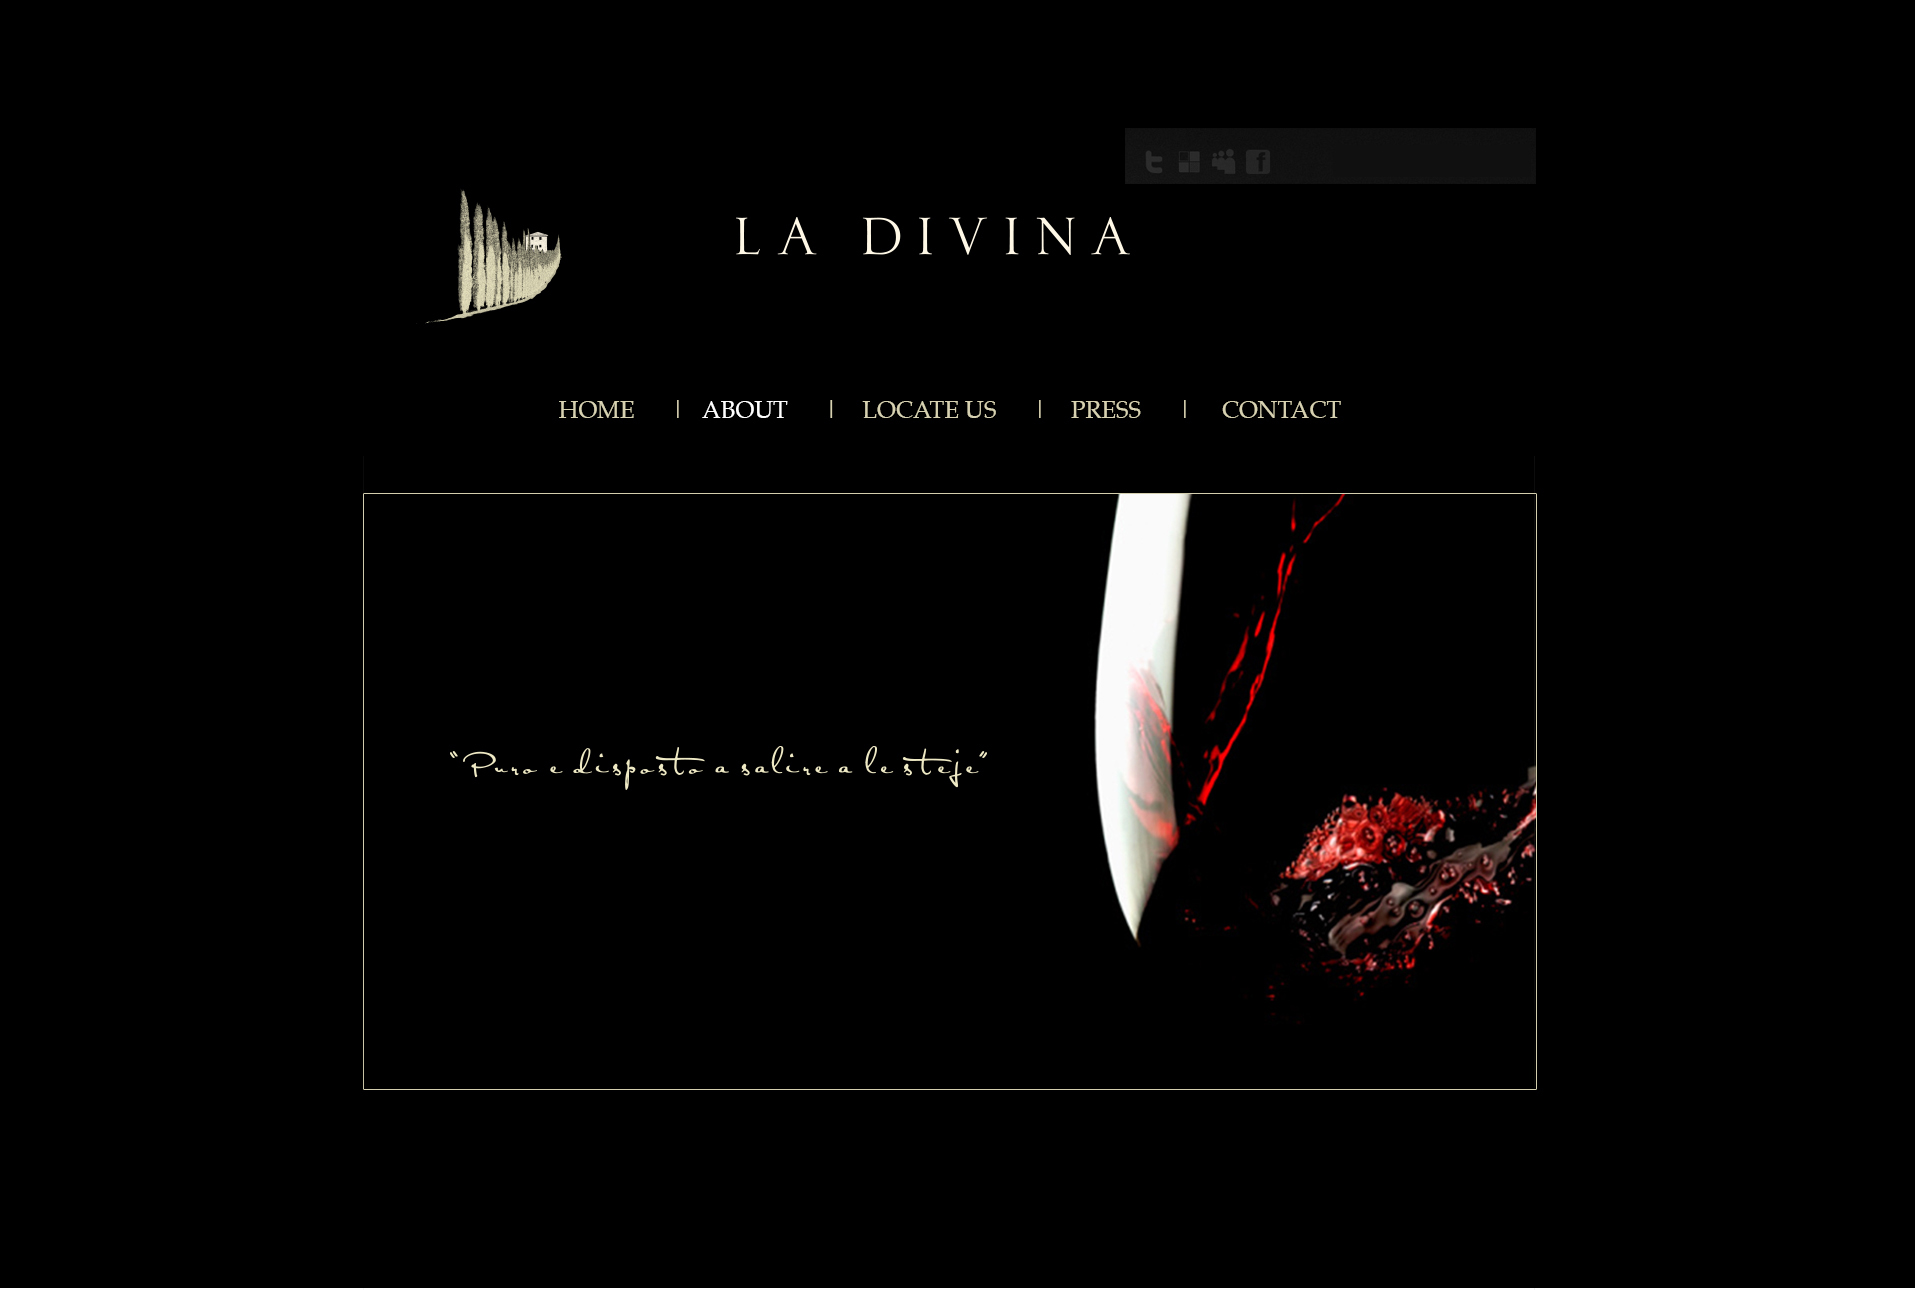 LA DIVINA
HOME | ABOUT | LOCATE US | PRESS | CONTACT
"Puro e disposto a salire a le steje"